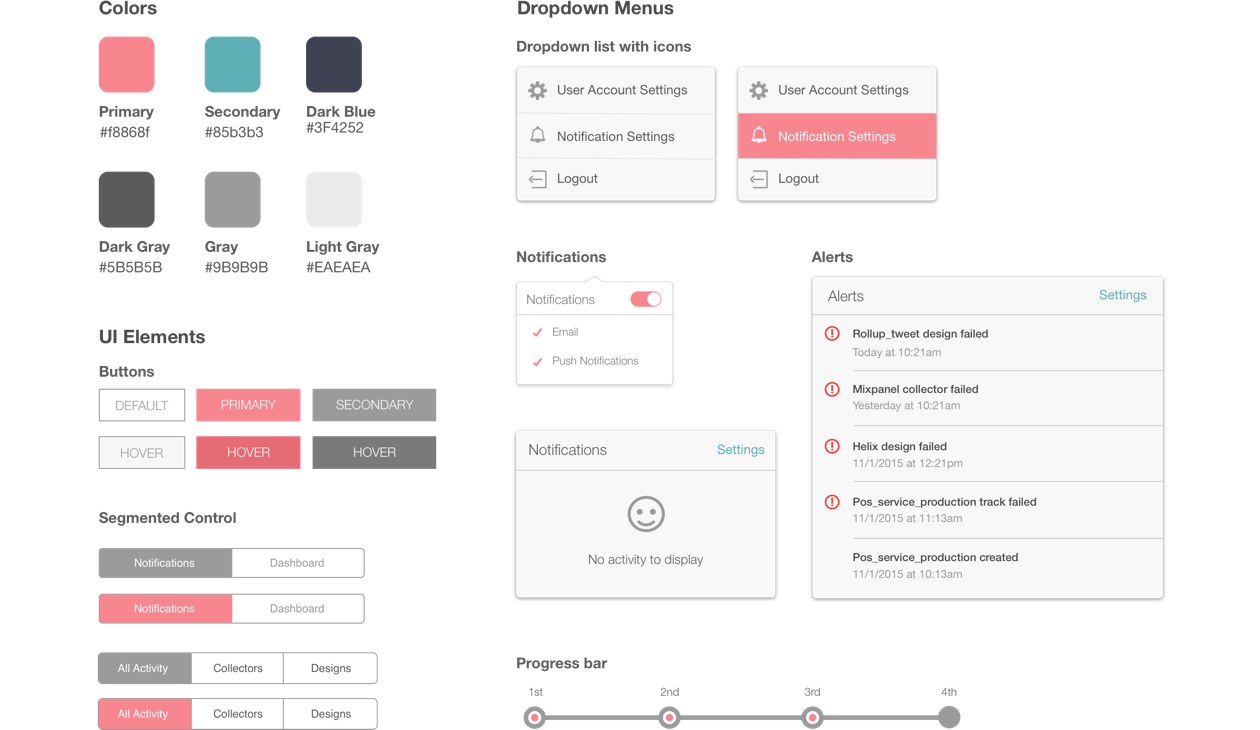 Colors
Primary
#f8868f
Secondary
#85b3b3
Dark Blue
#3F4252
Dark Gray
#5B5B5B
Gray
#9B9B9B
Light Gray
#EAEAEA
UI Elements
Buttons
DEFAULT
PRIMARY
SECONDARY
HOVER
HOVER
HOVER
Segmented Control
Notifications
Dashboard
Notifications
Dashboard
All Activity
Collectors
Designs
All Activity
Collectors
Designs
Dropdown Menus
Dropdown list with icons
User Account Settings
Notification Settings
Logout
User Account Settings
Notification Settings
Logout
Notifications
Notifications
Email
Push Notifications
Notifications
Settings
No activity to display
Alerts
Alerts
Settings
Rollup_tweet design failed
Today at 10:21am
Mixpanel collector failed
Yesterday at 10:21am
Helix design failed
11/1/2015 at 12:21pm
Pos_service_production track failed
11/1/2015 at 11:13am
Pos_service_production created
11/1/2015 at 10:13am
Progress bar
1st
2nd
3rd
4th